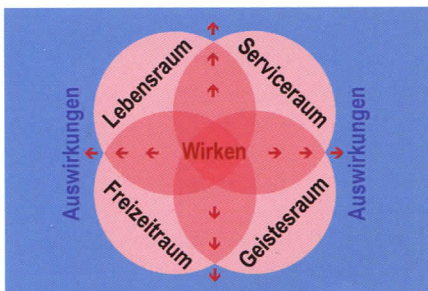 Lebensraum
Serviceraum
Auswirkungen
Wirken
Auswirkungen
Freizeitraum
Geistesraum